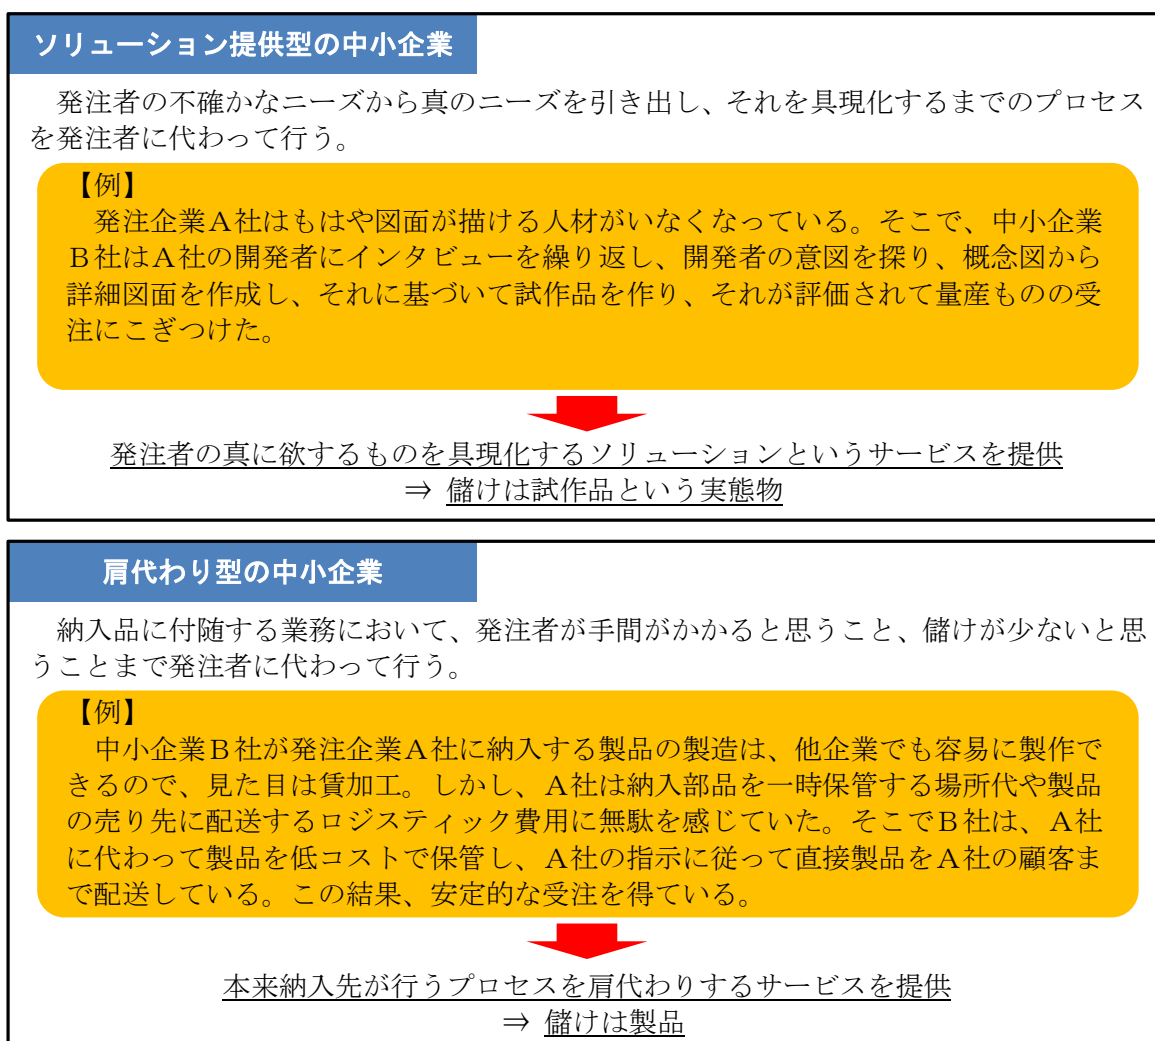 ソリューション提供型の中小企業
　発注者の不確かなニーズから真のニーズを引き出し、それを具現化するまでのプロセス
を発注者に代わって行う。
【例】
　発注企業Ａ社はもはや図面が描ける人材がいなくなっている。そこで、中小企業
Ｂ社はＡ社の開発者にインタビューを繰り返し、開発者の意図を探り、概念図から
詳細図面を作成し、それに基づいて試作品を作り、それが評価されて量産ものの受
注にこぎつけた。
発注者の真に欲するものを具現化するソリューションというサービスを提供
⇒ 儲けは試作品という実態物
肩代わり型の中小企業
　納入品に付随する業務において、発注者が手間がかかると思うこと、儲けが少ないと思
うことまで発注者に代わって行う。
【例】
　中小企業Ｂ社が発注企業Ａ社に納入する製品の製造は、他企業でも容易に製作で
きるので、見た目は賃加工。しかし、Ａ社は納入部品を一時保管する場所代や製品
の売り先に配送するロジスティック費用に無駄を感じていた。そこでＢ社は、Ａ社
に代わって製品を低コストで保管し、Ａ社の指示に従って直接製品をＡ社の顧客ま
で配送している。この結果、安定的な受注を得ている。
本来納入先が行うプロセスを肩代わりするサービスを提供
⇒ 儲けは製品